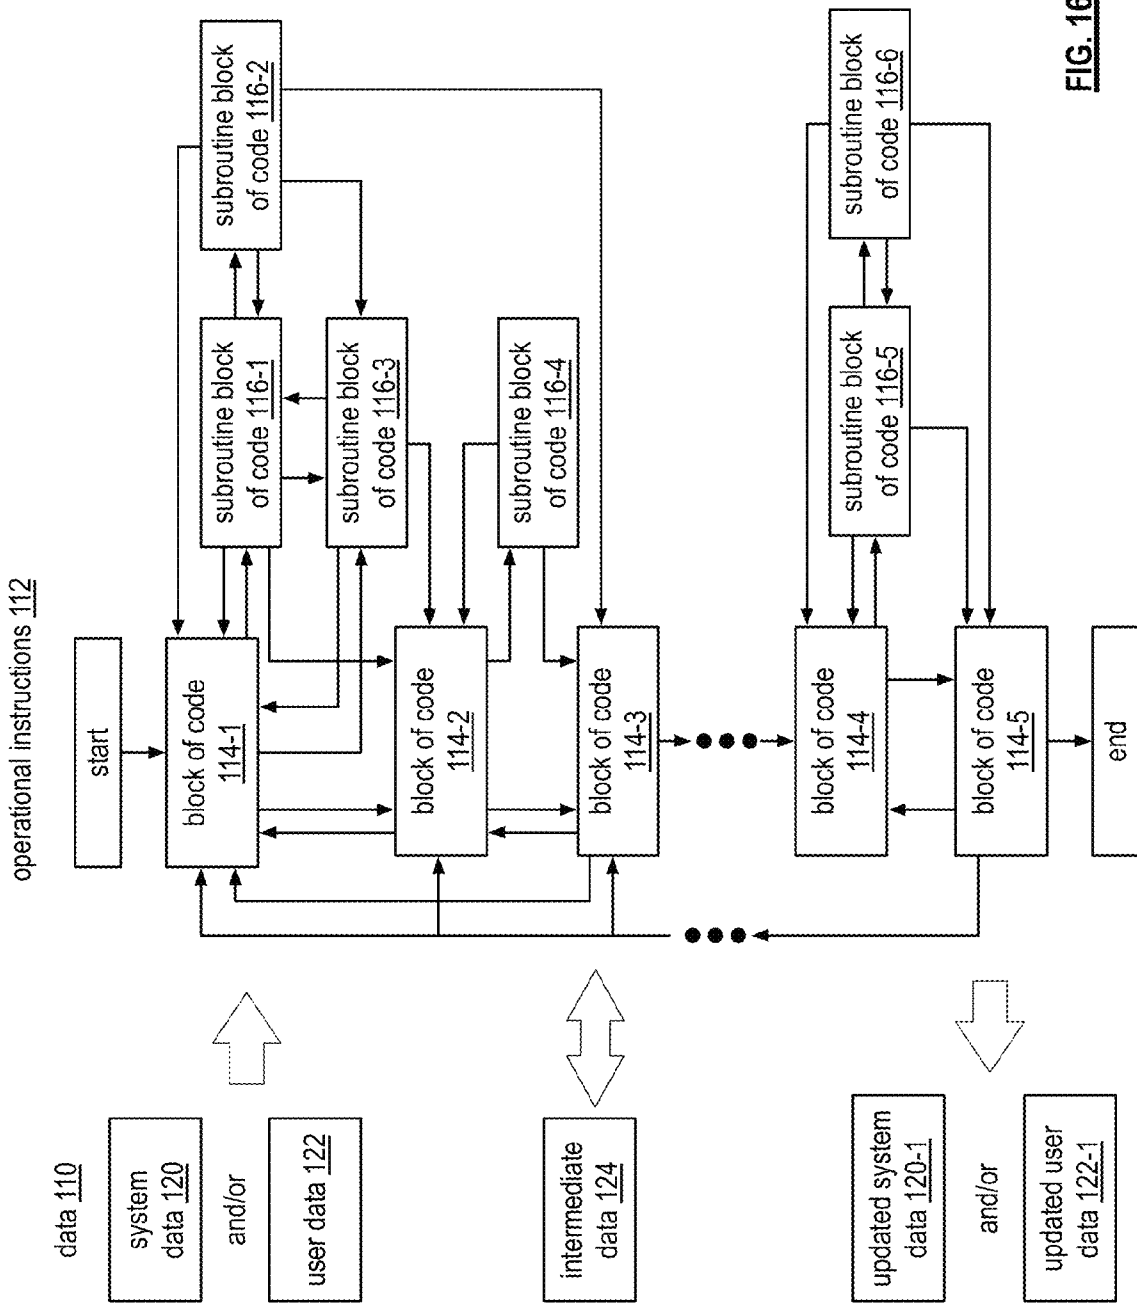 operational instructions 112
data 110
start
system
data 120
and/or
user data 122
block of code
114-1
subroutine block
of code 116-1
subroutine block
of code 116-2
subroutine block
of code 116-3
intermediate
data 124
block of code
114-2
subroutine block
of code 116-4
block of code
114-3
updated system
data 120-1
and/or
updated user
data 122-1
block of code
114-4
subroutine block
of code 116-5
subroutine block
of code 116-6
block of code
114-5
end
FIG. 16